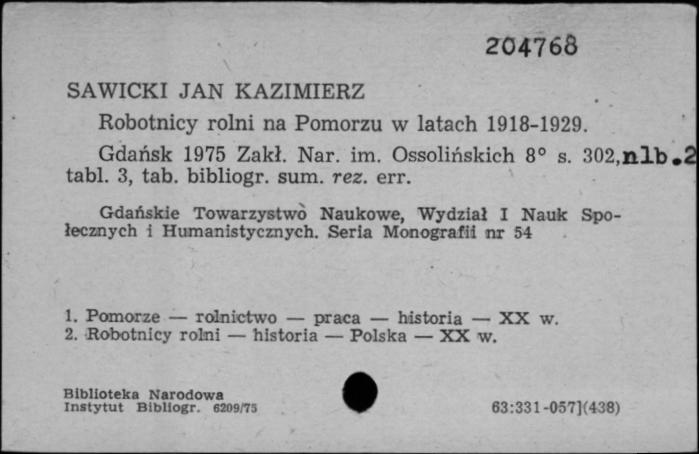 204768
SAWICKI JAN KAZIMIERZ
Robotnicy rolni na Pomorzu w latach 1918-1929.
Gdańsk 1975 Zakł. Nar. im. Ossolińskich 8° s. 302, nlb.2
tabl. 3, tab. bibliogr. sum. rez. err.
Gdańskie Towarzystwo Naukowe, Wydział I Nauk Spo-
łecznych i Humanistycznych. Seria Monografii nr 54
1. Pomorze — rolnictwo — praca — historia — XX w.
2. Robotnicy rolni — historia — Polska — XX w.
Biblioteka Narodowa
Instytut Bibliogr. 6209/75
63:331-057](438)